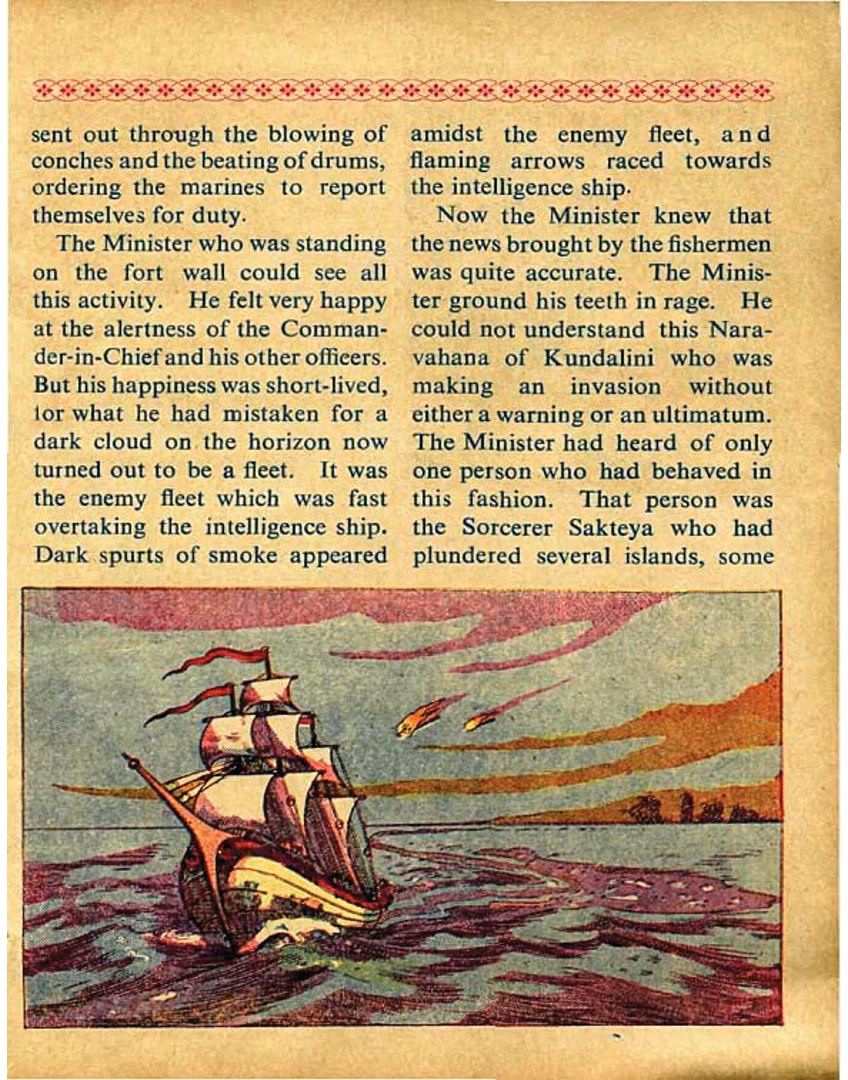 sent out through the blowing of
conches and the beating of drums,
ordering the marines to report
themselves for duty.
The Minister who was standing
on the fort wall could see all
this activity. He felt very happy
at the alertness of the Comman-
der-in-Chief and his other officers.
But his happiness was short-lived,
for what he had mistaken for a
dark cloud on the horizon now
turned out to be a fleet. It was
the enemy fleet which was fast
overtaking the intelligence ship.
Dark spurts of smoke appeared
amidst the enemy fleet, and
flaming arrows raced towards
the intelligence ship.
Now the Minister knew that
the news brought by the fishermen
was quite accurate. The Minis-
ter ground his teeth in rage. He
could not understand this Nara-
vahana of Kundalini who was
making an invasion without
either a warning or an ultimatum.
The Minister had heard of only
one person who had behaved in
this fashion. That person was
the Sorcerer Sakteya who had
plundered several islands, some